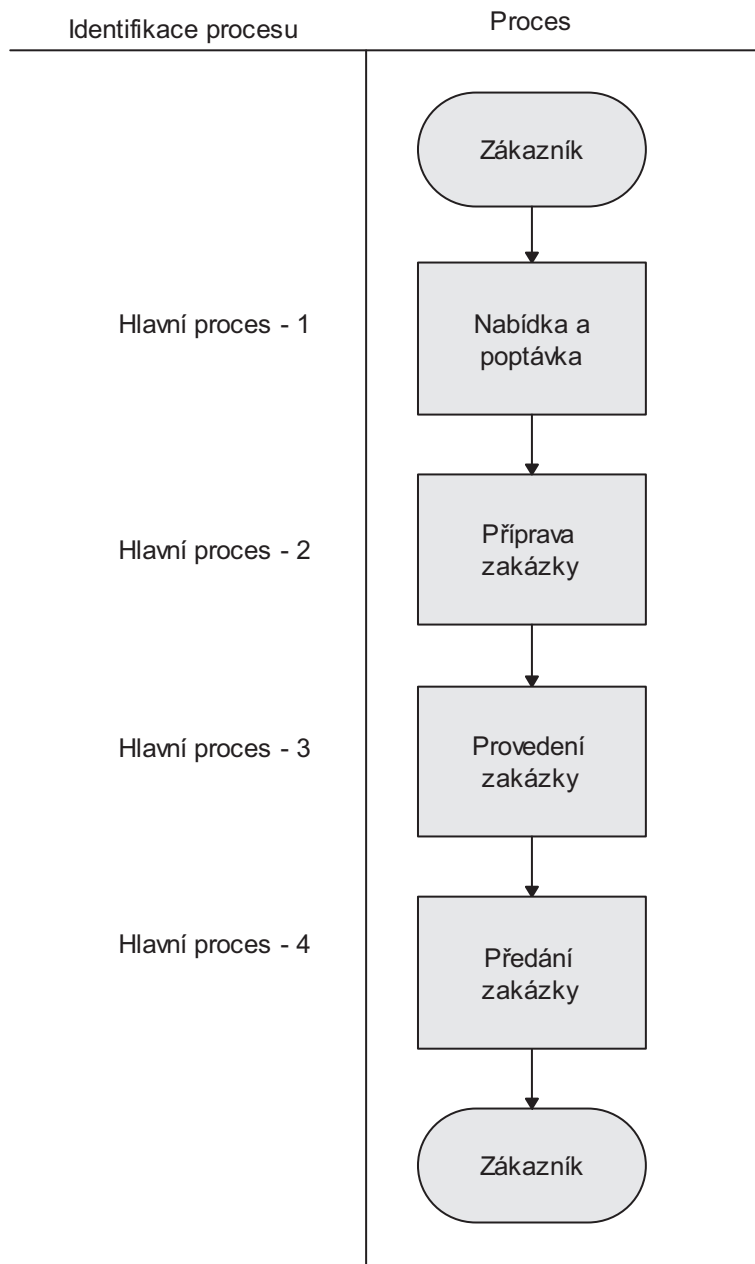 Identifikace procesu
Proces
Zákazník
Hlavní proces - 1
Nabídka a
poptávka
Hlavní proces - 2
Příprava
zakázky
Hlavní proces - 3
Provedení
zakázky
Hlavní proces - 4
Předání
zakázky
Zákazník